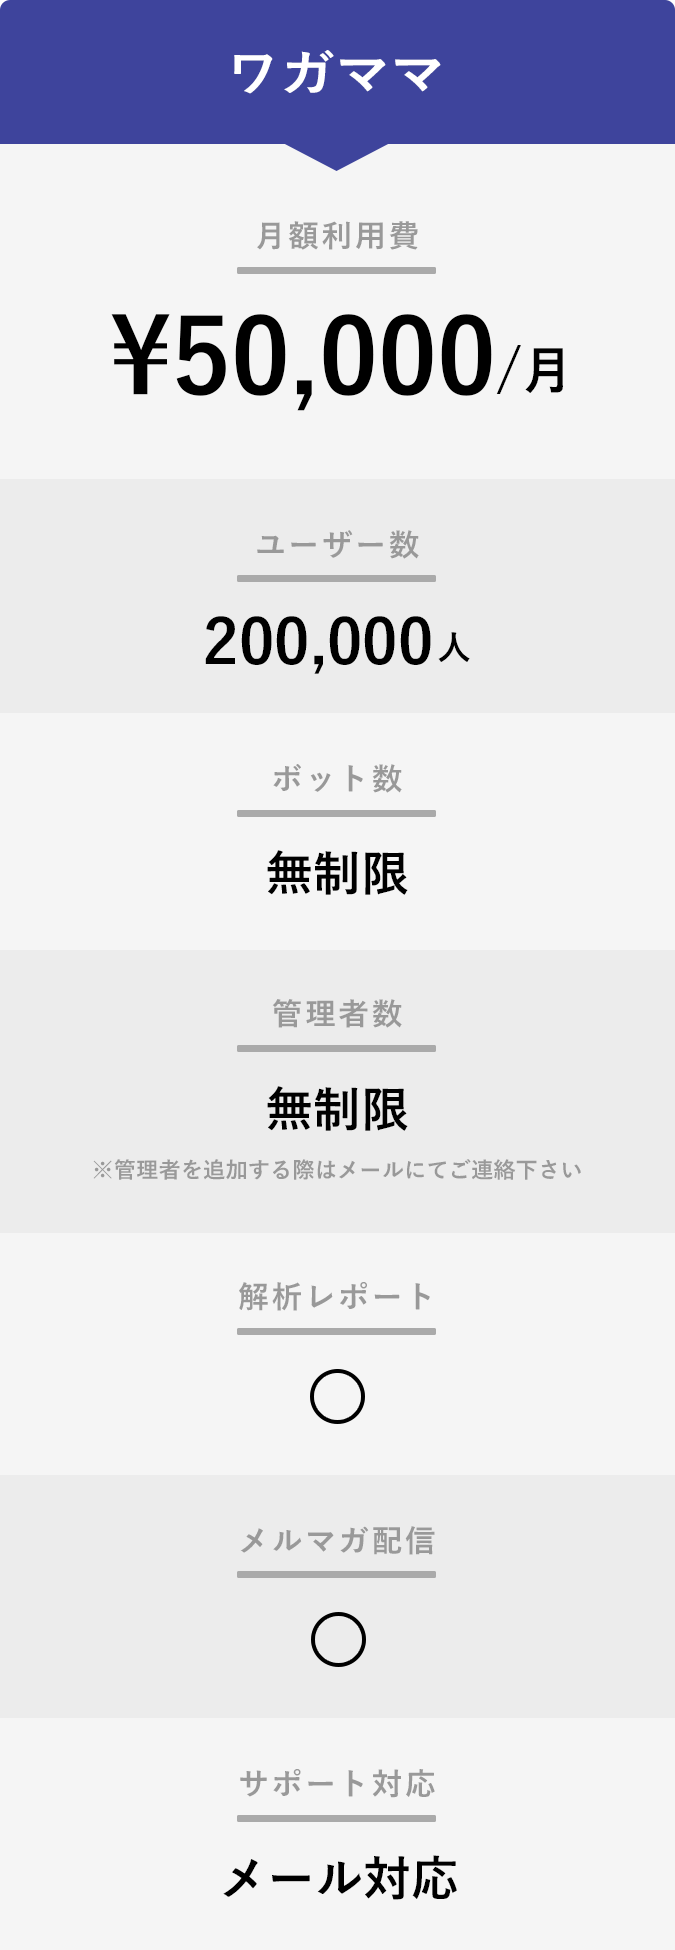 ワガママ
月額利用費
¥50,000/月
ユーザー数
200,000人
ボット数
無制限
管理者数
無制限
※管理者を追加する際はメールにてご連絡下さい
解析レポート
○
メルマガ配信
○
サポート対応
メール対応